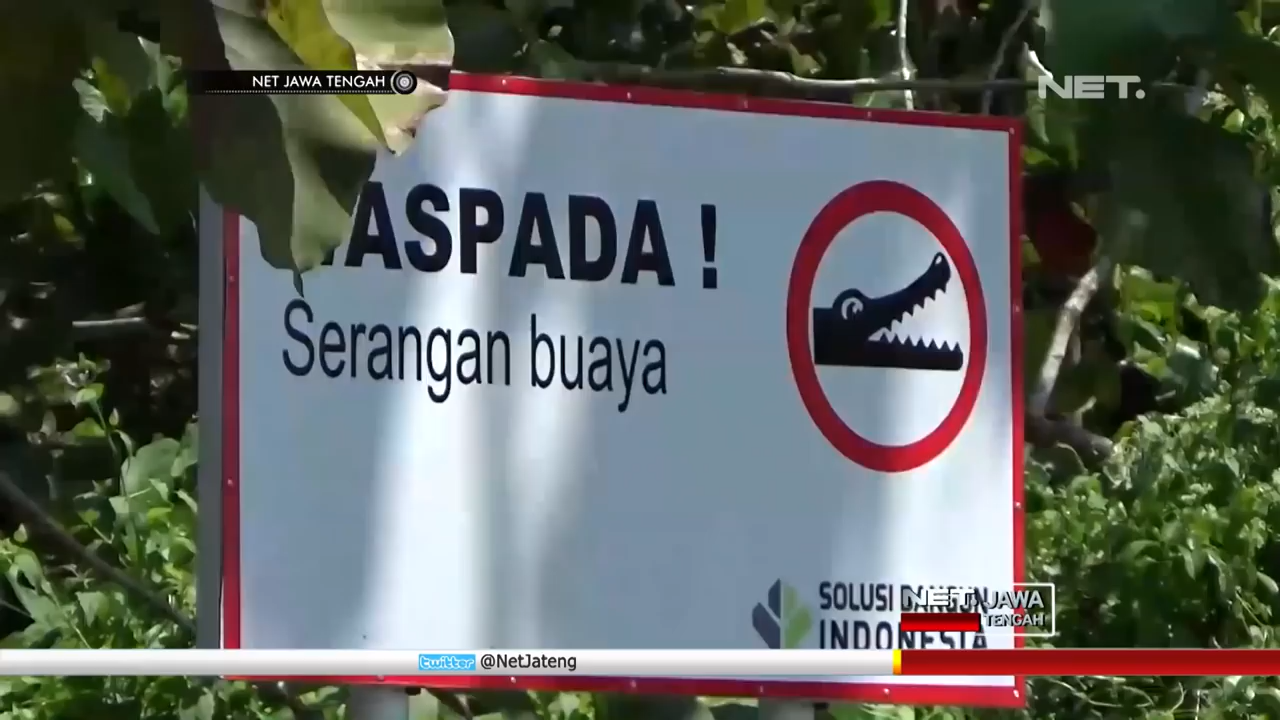 NET JAWA TENGAH
NET.
ASPADA !
Serangan buaya
SOLUSI
INDONESIA
NET. JAWA
TENGAH
twitter @NetJateng